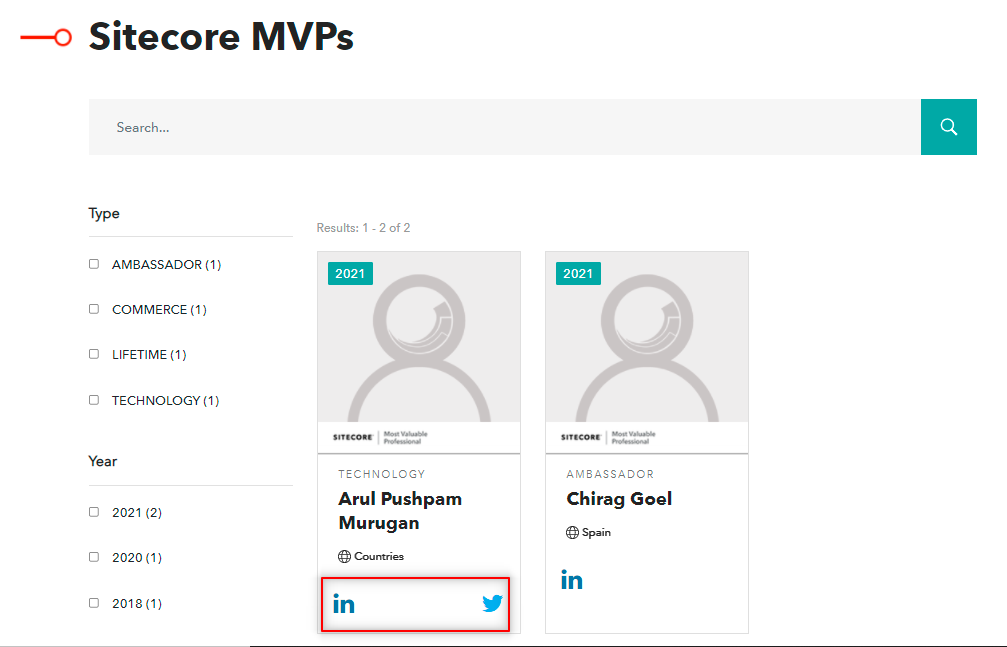 Sitecore MVPs
Search...
Type
AMBASSADOR (1)
COMMERCE (1)
LIFETIME (1)
TECHNOLOGY (1)
Year
2021 (2)
2020 (1)
2018 (1)
Results: 1 - 2 of 2
2021
SITECORE Most Valuable
Professional
TECHNOLOGY
Arul Pushpam
Murugan
Countries
in
2021
SITECORE Most Valuable
Professional
AMBASSADOR
Chirag Goel
Spain
in